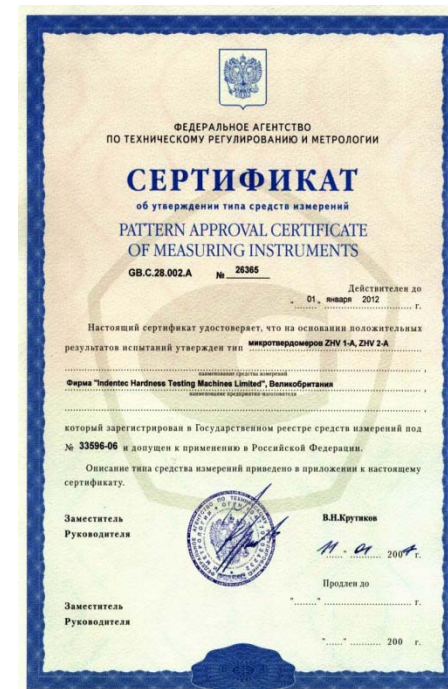 ФЕДЕРАЛЬНОЕ АГЕНТСТВО
ПО ТЕХНИЧЕСКОМУ РЕГУЛИРОВАНИЮ И МЕТРОЛОГИИ
СЕРТИФИКАТ
об утверждении типа средств измерений
PATTERN APPROVAL CERTIFICATE
OF MEASURING INSTRUMENTS
GB.C.28.002.A № 26365
Действителен до
" 01 " января 2012 г.
Настоящий сертификат удостоверяет, что на основании положительных
результатов испытаний утвержден тип микротвердомеров ZHV 1-A, ZHV 2-A
наименование средства измерений
Фирма "Indentec Hardness Testing Machines Limited", Великобритания
наименование предприятия-изготовителя
который зарегистрирован в Государственном реестре средств измерений под
№ 33596-06 и допущен к применению в Российской Федерации.
Описание типа средства измерений приведено в приложении к настоящему
сертификату.
Заместитель
Руководителя
В.Н.Крутиков
11 . 01 200 г.
Продлен до
"......" ............ г.
Заместитель
Руководителя
"......" ............ 200 г.